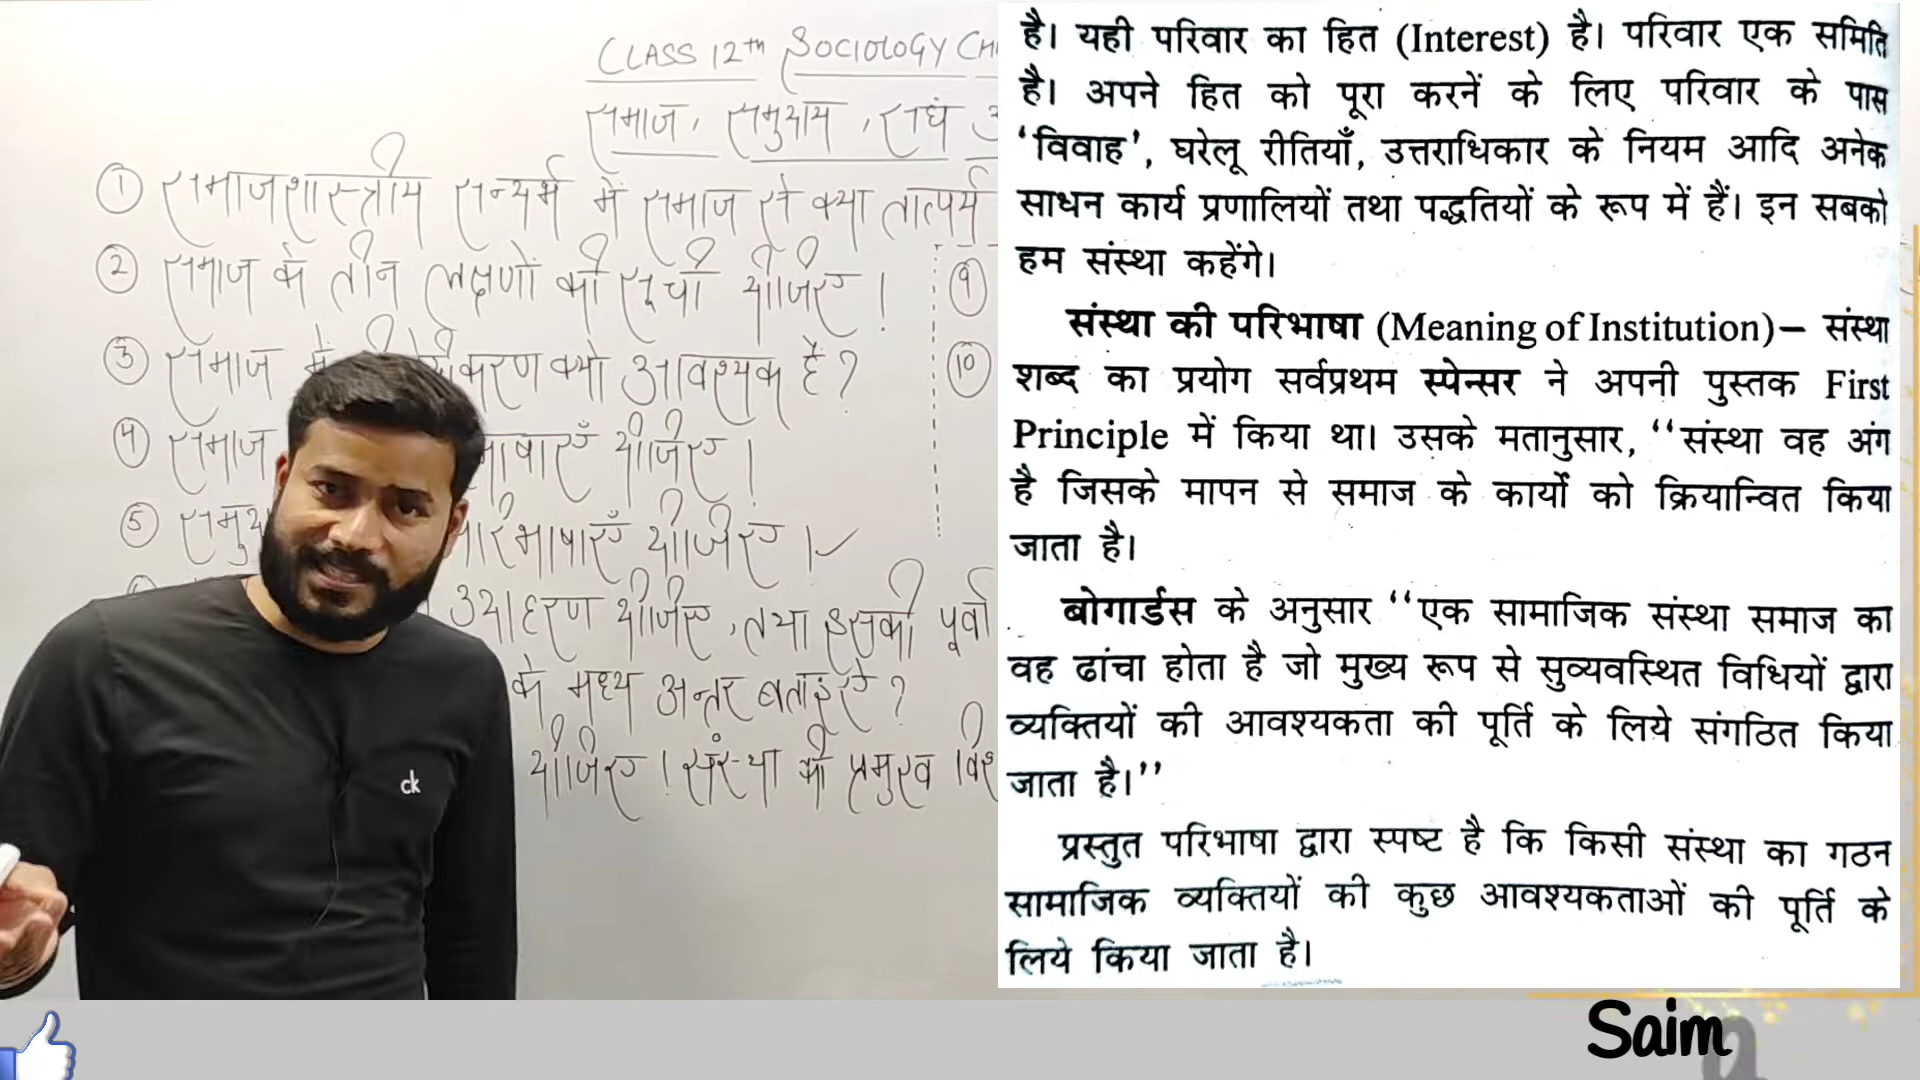 CLASS 12th SOCIOLOGY
समाज, समुदाय, संघ
① समाजशास्त्रीय सन्दर्भ में समाज से क्या तात्पर्य
② समाज के तीन लक्षणों की सूची दीजिए।
⑨
③ समाज क्यों आवश्यक है?
⑩
④ समाज दीजिए।
⑤ दीजिए।
उदाहरण दीजिए, तथा इसकी
के मध्य अन्तर बताइए?
दीजिए। संस्था की प्रमुख
ck
है। यही परिवार का हित (Interest) है। परिवार एक समिति
है। अपने हित को पूरा करनें के लिए परिवार के पास
‘विवाह’, घरेलू रीतियाँ, उत्तराधिकार के नियम आदि अनेक
साधन कार्य प्रणालियों तथा पद्धतियों के रूप में हैं। इन सबको
हम संस्था कहेंगे।
संस्था की परिभाषा (Meaning of Institution)– संस्था
शब्द का प्रयोग सर्वप्रथम स्पेन्सर ने अपनी पुस्तक First
Principle में किया था। उसके मतानुसार, ‘‘संस्था वह अंग
है जिसके मापन से समाज के कार्यो को क्रियान्वित किया
जाता है।
बोगार्डस के अनुसार ‘‘एक सामाजिक संस्था समाज का
वह ढांचा होता है जो मुख्य रूप से सुव्यवस्थित विधियों द्वारा
व्यक्तियों की आवश्यकता की पूर्ति के लिये संगठित किया
जाता है।’’
प्रस्तुत परिभाषा द्वारा स्पष्ट है कि किसी संस्था का गठन
सामाजिक व्यक्तियों की कुछ आवश्यकताओं की पूर्ति के
लिये किया जाता है।
Saim